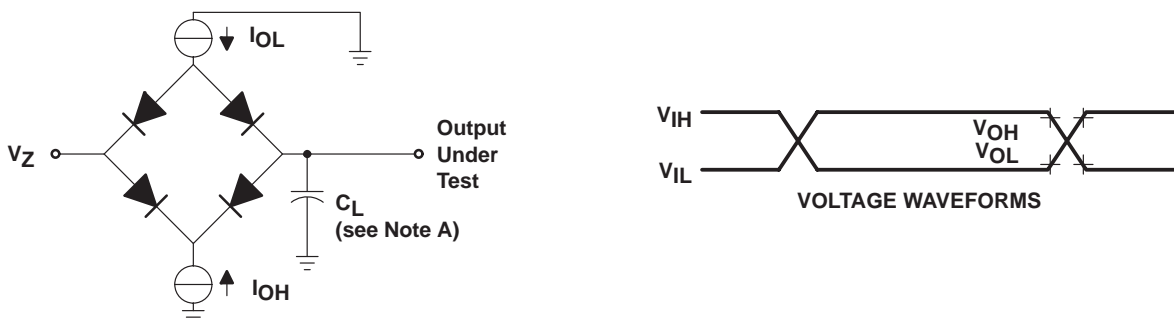 IOL
VZ
Output
Under
Test
CL
(see Note A)
IOH
VIH
VIL
VOH
VOL
VOLTAGE WAVEFORMS